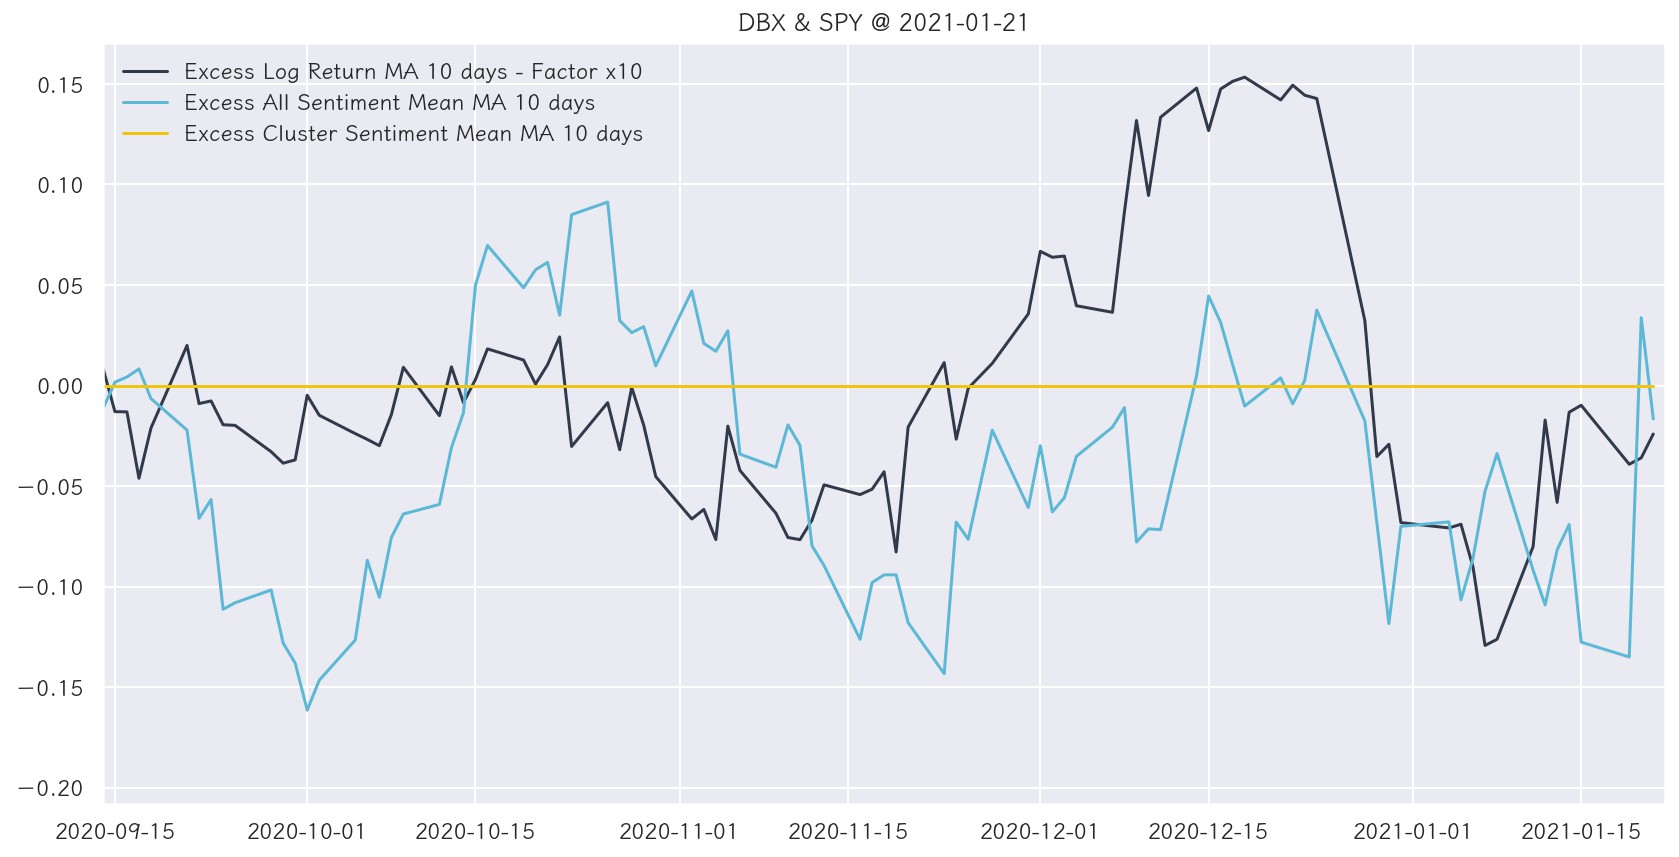 DBX & SPY @ 2021-01-21
Excess Log Return MA 10 days - Factor x10
Excess All Sentiment Mean MA 10 days
Excess Cluster Sentiment Mean MA 10 days
0.15
0.10
0.05
0.00
−0.05
−0.10
−0.15
−0.20
2020-09-15 2020-10-01 2020-10-15 2020-11-01 2020-11-15 2020-12-01 2020-12-15 2021-01-01 2021-01-15